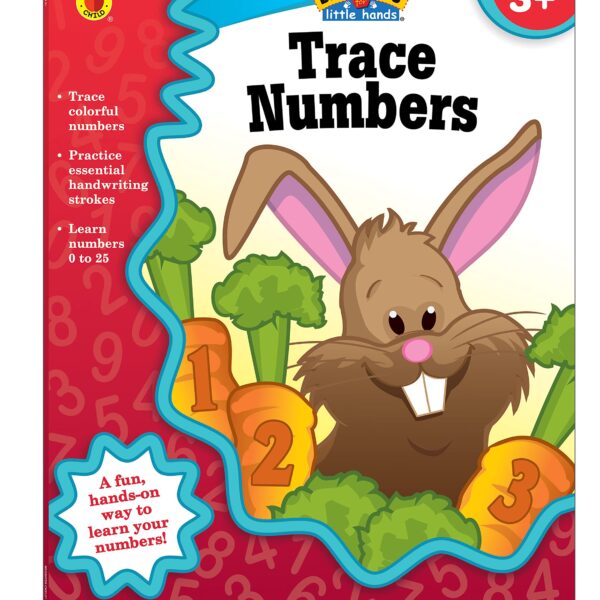 CHILD
little hands
3+
Trace
Numbers
• Trace
colorful
numbers
• Practice
essential
handwriting
strokes
• Learn
numbers
0 to 25
1
2
3
A fun,
hands-on
way to
learn your
numbers!